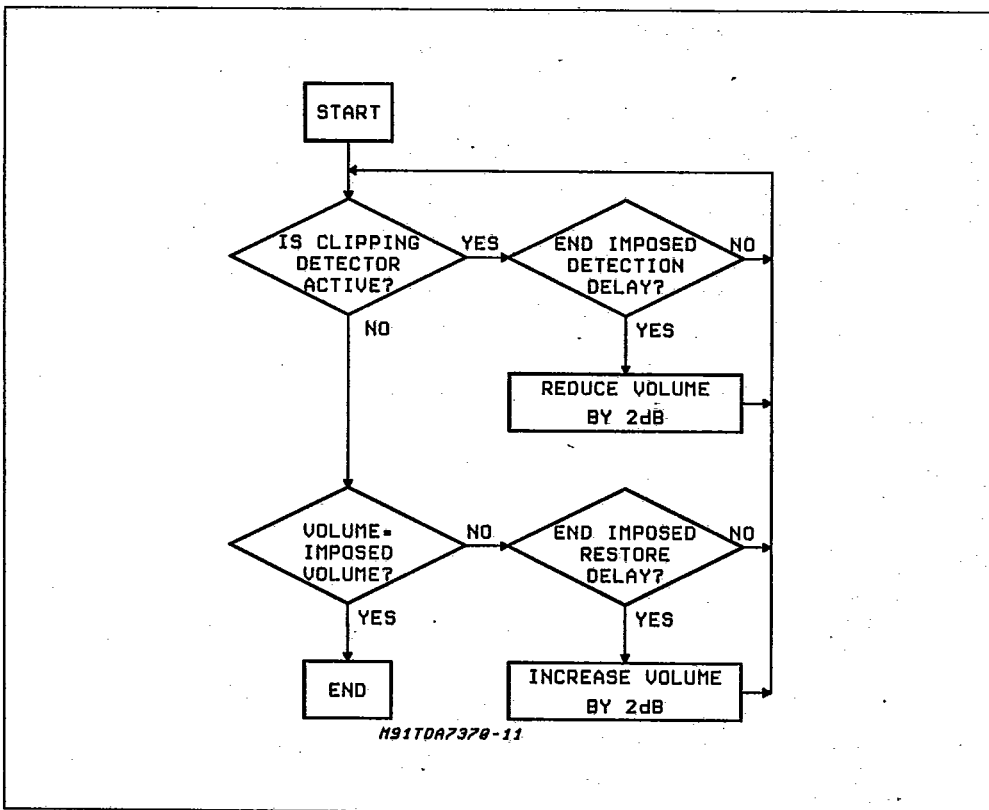 START
IS CLIPPING
DETECTOR
ACTIVE?
YES
END IMPOSED
DETECTION
DELAY?
NO
NO
YES
REDUCE VOLUME
BY 2dB
VOLUME=
IMPOSED
VOLUME?
NO
END IMPOSED
RESTORE
DELAY?
NO
YES
YES
END
INCREASE VOLUME
BY 2dB
M91TDA7370-11